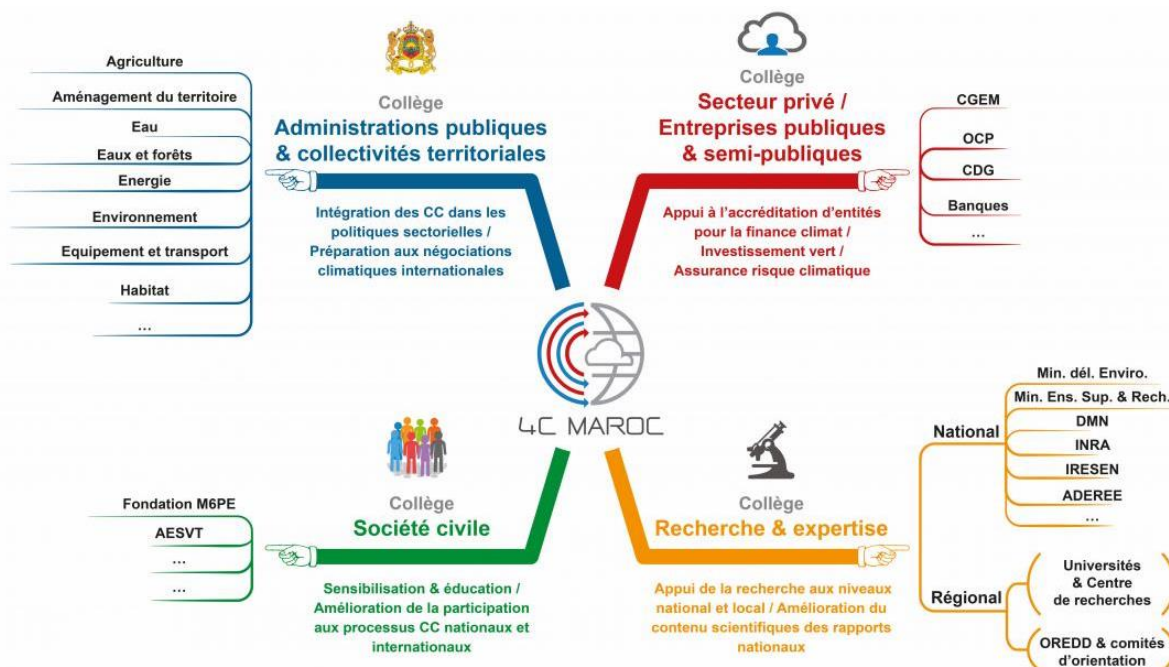 Agriculture
Aménagement du territoire
Eau
Eaux et forêts
Energie
Environnement
Equipement et transport
Habitat
...
Collège
Administrations publiques
& collectivités territoriales
Intégration des CC dans les
politiques sectorielles /
Préparation aux négociations
climatiques internationales
Collège
Secteur privé /
Entreprises publiques
& semi-publiques
Appui à l'accréditation d'entités
pour la finance climat /
Investissement vert /
Assurance risque climatique
CGEM
OCP
CDG
Banques
...
4C MAROC
Fondation M6PE
AESVT
...
...
Collège
Société civile
Sensibilisation & éducation /
Amélioration de la participation
aux processus CC nationaux et
internationaux
Collège
Recherche & expertise
Appui de la recherche aux niveaux
national et local / Amélioration du
contenu scientifiques des rapports
nationaux
National
Min. dél. Enviro.
Min. Ens. Sup. & Rech.
DMN
INRA
IRESEN
ADEREE
...
Régional
Universités
& Centre
de recherches
OREDD & comités
d'orientation